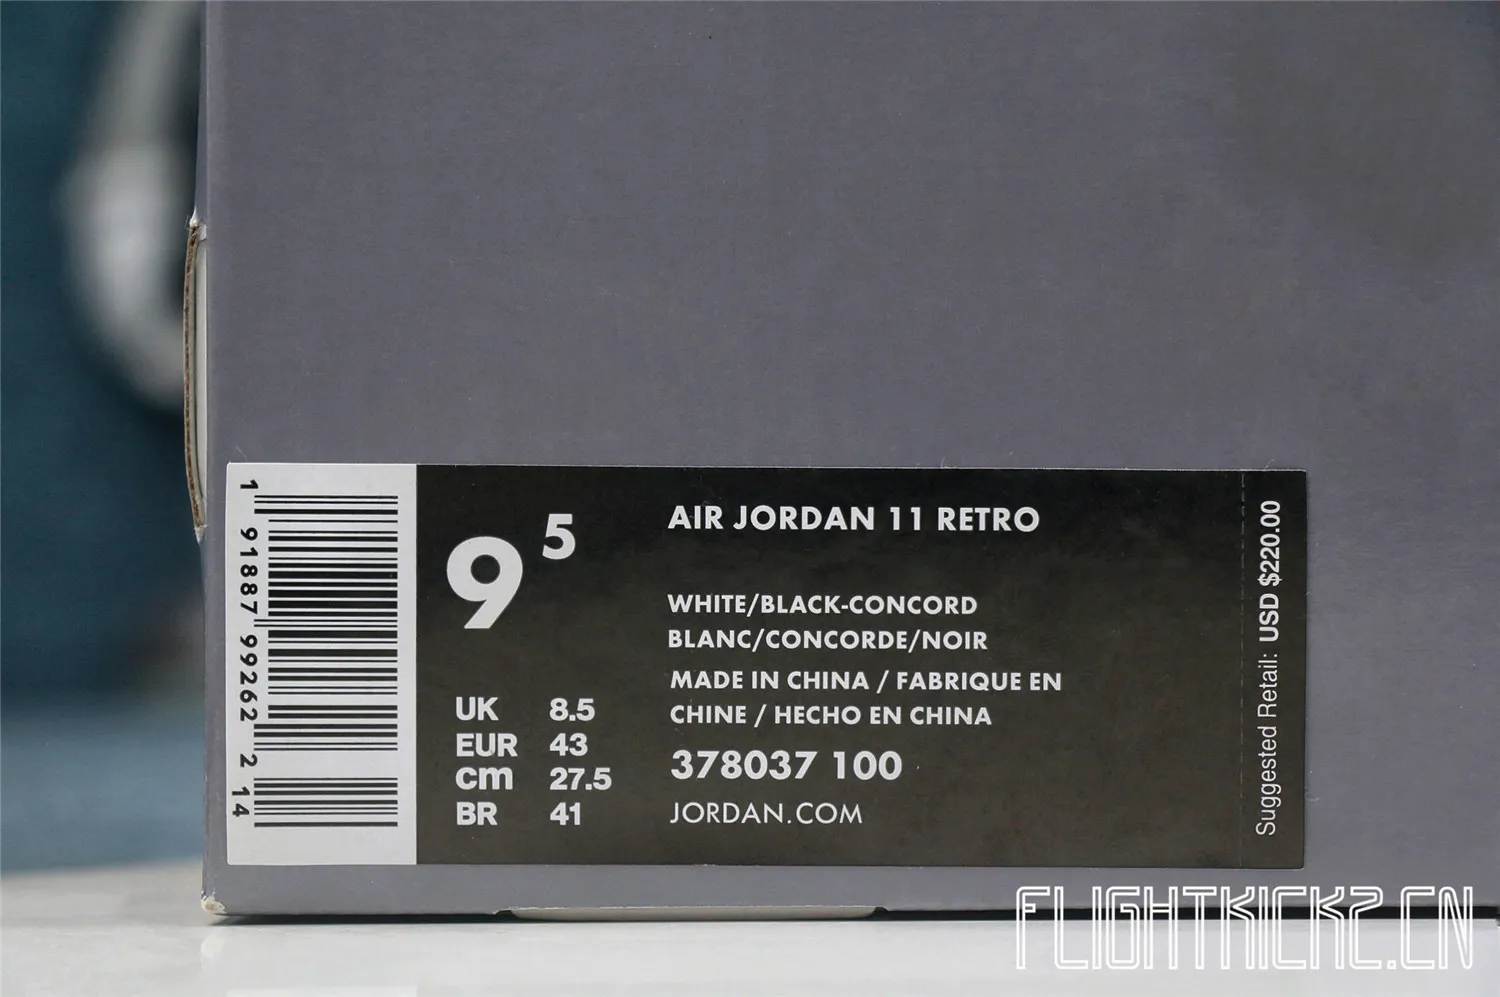 1 91887 99262 2 14
9 5
UK 8.5
EUR 43
cm 27.5
BR 41
AIR JORDAN 11 RETRO
WHITE/BLACK-CONCORD
BLANC/CONCORDE/NOIR
MADE IN CHINA / FABRIQUE EN
CHINE / HECHO EN CHINA
378037 100
JORDAN.COM
Suggested Retail: USD $220.00
FLIGHTKICKZ.CN